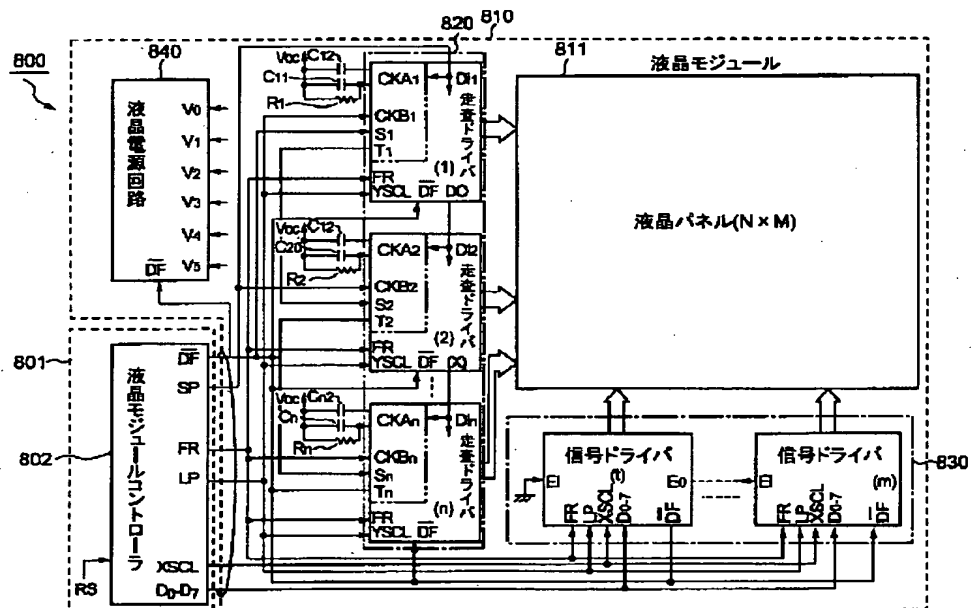 820
810
800
840
811
液晶モジュール
液晶電源回路
V0
V1
V2
V3
V4
V5
DF
Vcc
C12
C11
R1
CKA1
DI1
CKB1
S1
T1
走査ドライバ
(1)
FR
YSCL
DF
DO
液晶パネル(N×M)
Vcc
C12
C20
R2
CKA2
DI2
CKB2
S2
T2
走査ドライバ
(2)
FR
YSCL
DF
DO
801
802
液晶モジュールコントローラ
DF
SP
FR
LP
XSCL
D0-D7
RS
Vcc
Cn2
Cn
Rn
CKAn
DIn
CKBn
Sn
Tn
走査ドライバ
(n)
FR
YSCL
DF
信号ドライバ
(t)
EI
E0
FR
LP
XSCL
D0-7
DF
信号ドライバ
(m)
EI
FR
LP
XSCL
D0-7
DF
830